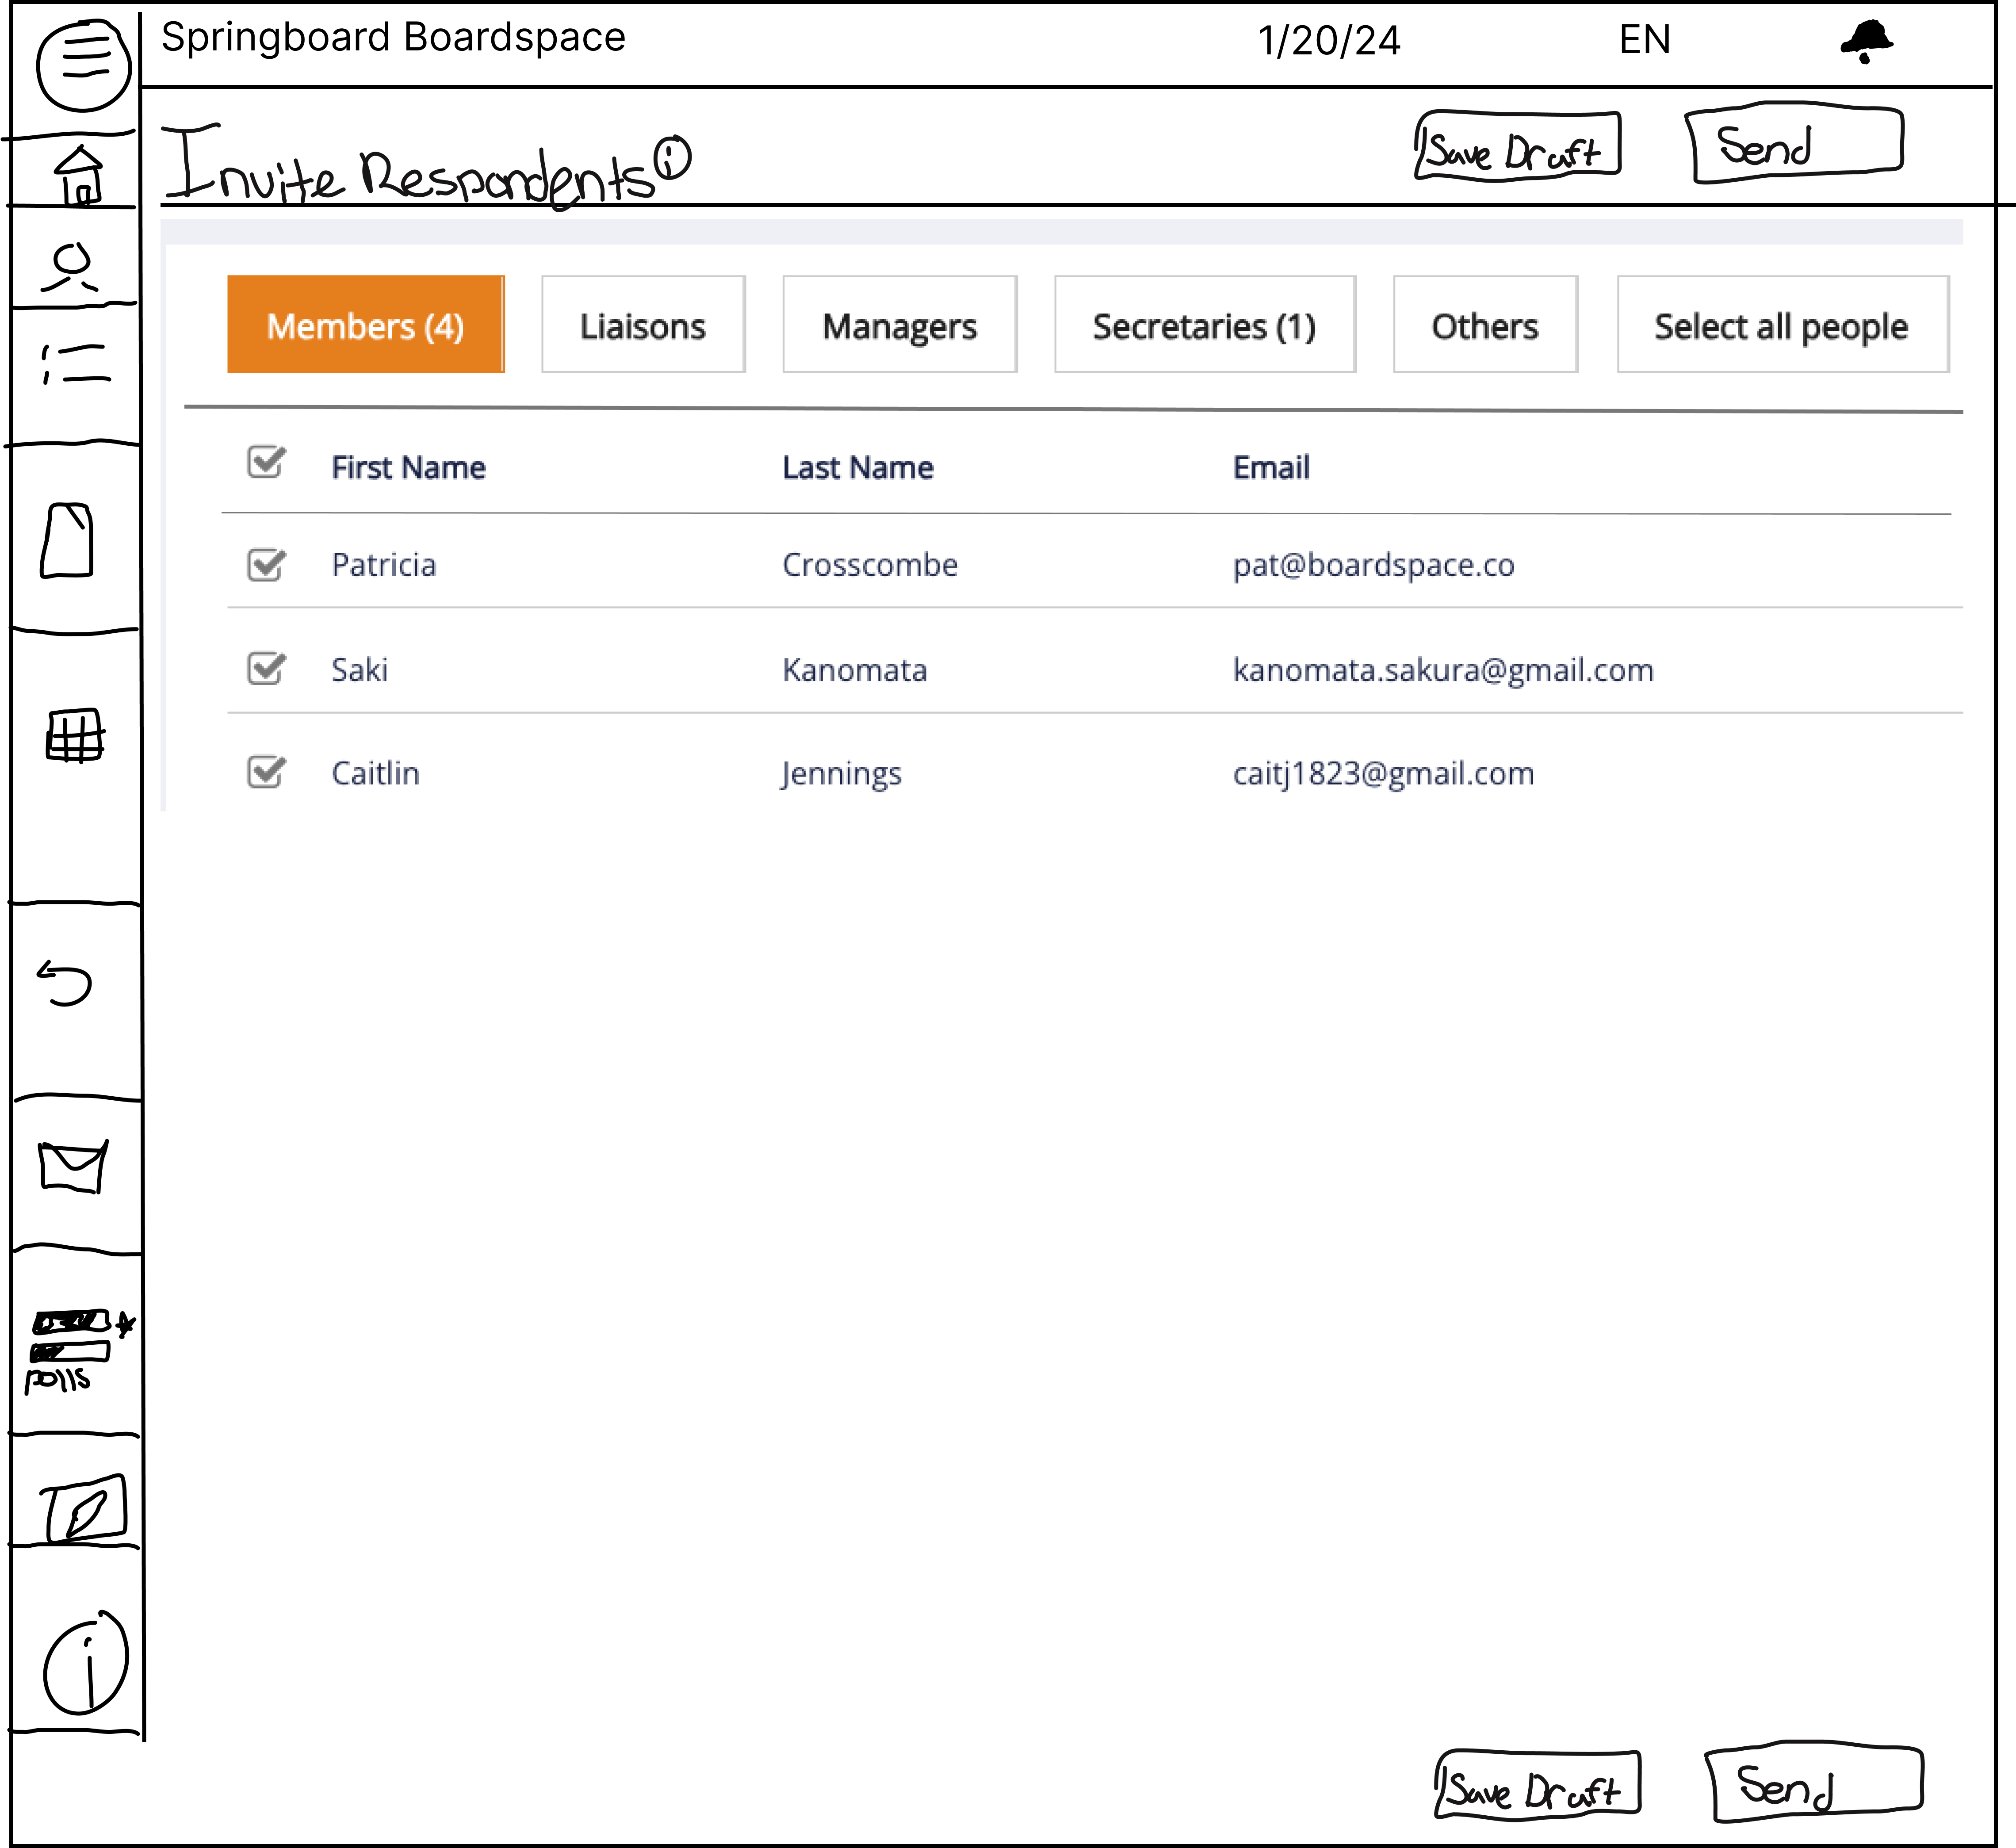 Springboard Boardspace 1/20/24 EN
Invite Respondents i Save Draft Send
Members (4) Liaisons Managers Secretaries (1) Others Select all people
First Name Last Name Email
Patricia Crosscombe pat@boardspace.co
Saki Kanomata kanomata.sakura@gmail.com
Caitlin Jennings caitj1823@gmail.com
polls
i
Save Draft Send